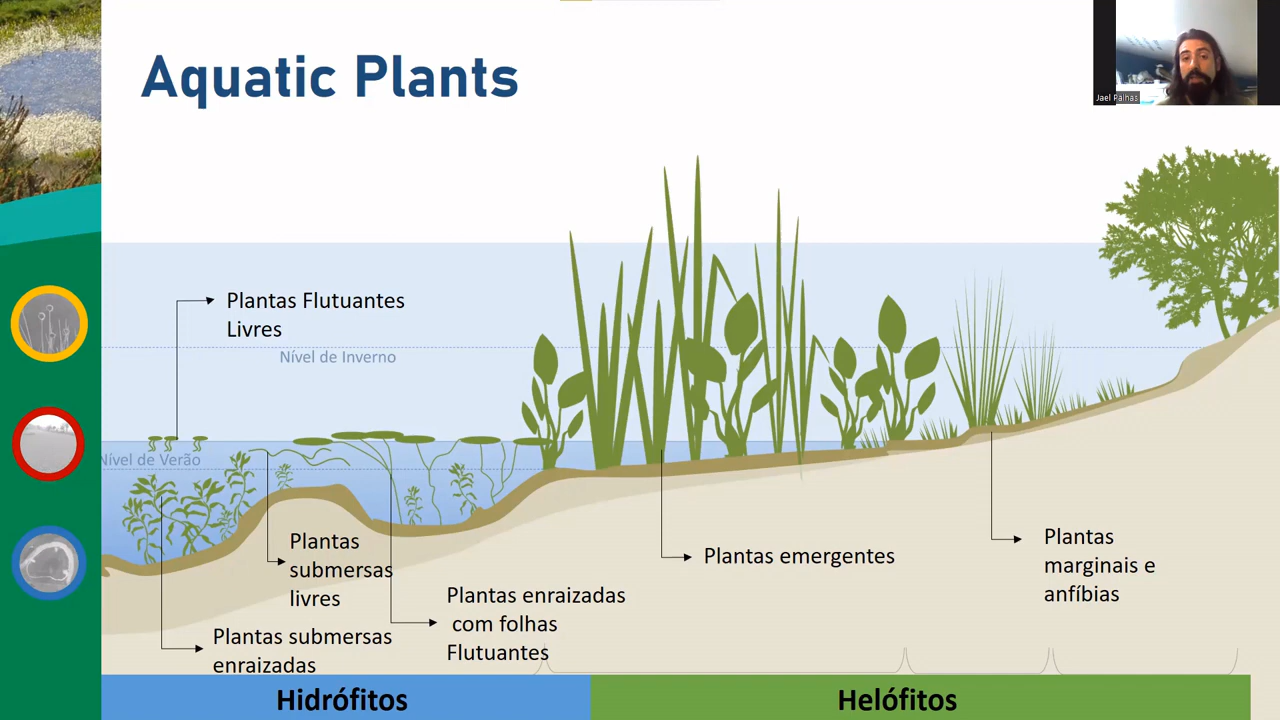 Aquatic Plants
Jael Palhas
Plantas Flutuantes
Livres
Nível de Inverno
Nível de Verão
Plantas
submersas
livres
Plantas emergentes
Plantas
marginais e
anfíbias
Plantas enraizadas
com folhas
Flutuantes
Plantas submersas
enraizadas
Hidrófitos
Helófitos